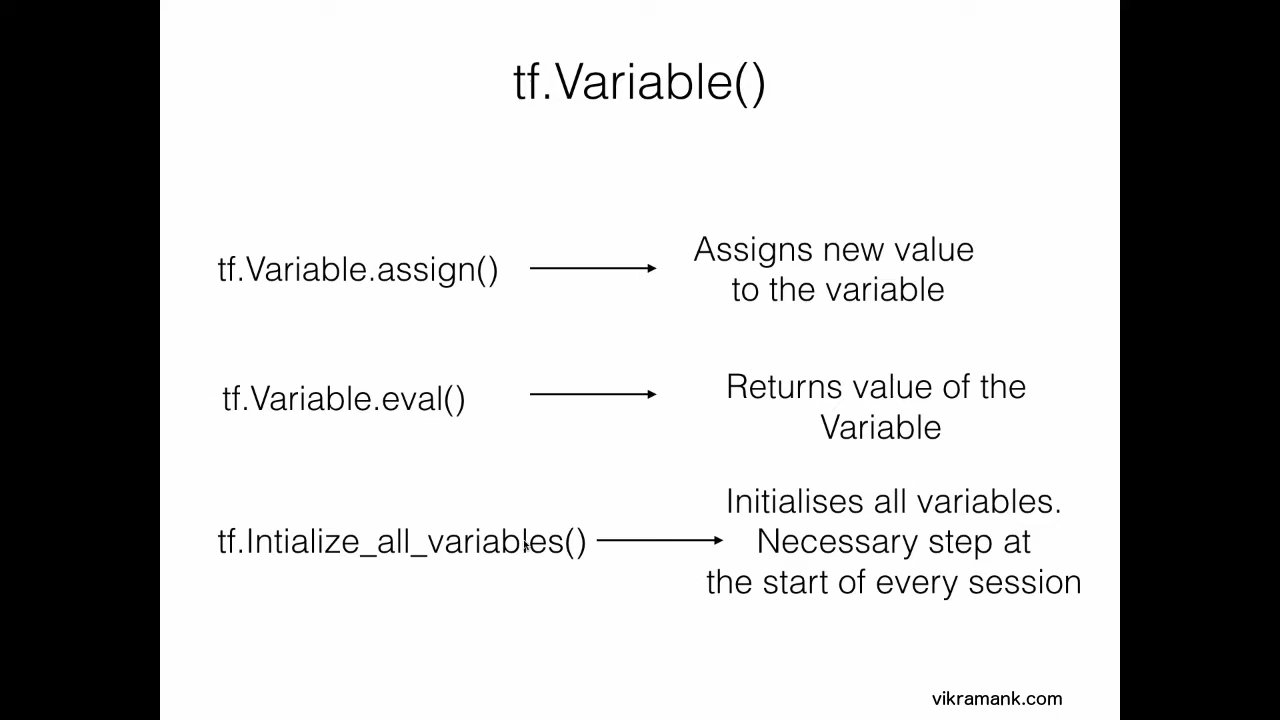 tf.Variable()
tf.Variable.assign()
Assigns new value
to the variable
tf.Variable.eval()
Returns value of the
Variable
tf.Intialize_all_variables()
Initialises all variables.
Necessary step at
the start of every session
vikramank.com